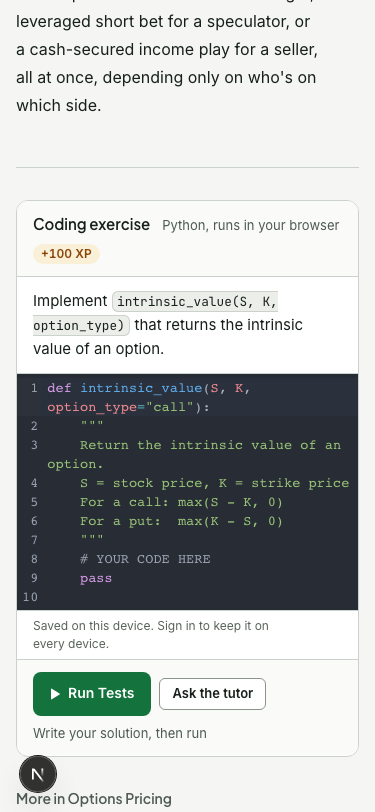 leveraged short bet for a speculator, or
a cash-secured income play for a seller,
all at once, depending only on who's on
which side.
Coding exercise Python, runs in your browser
+100 XP
Implement intrinsic_value(S, K,
option_type) that returns the intrinsic
value of an option.
1 def intrinsic_value(S, K,
option_type="call"):
2 """
3 Return the intrinsic value of an
option.
4 S = stock price, K = strike price
5 For a call: max(S - K, 0)
6 For a put:  max(K - S, 0)
7 """
8 # YOUR CODE HERE
9 pass
10
Saved on this device. Sign in to keep it on
every device.
Run Tests Ask the tutor
Write your solution, then run
N
More in Options Pricing